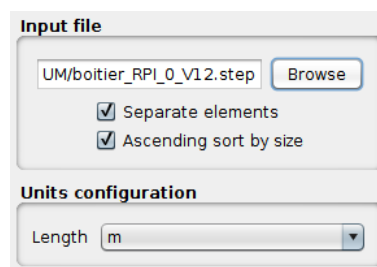 Input file
UM/boitier_RPI_0_V12.step Browse
Separate elements
Ascending sort by size
Units configuration
Length m